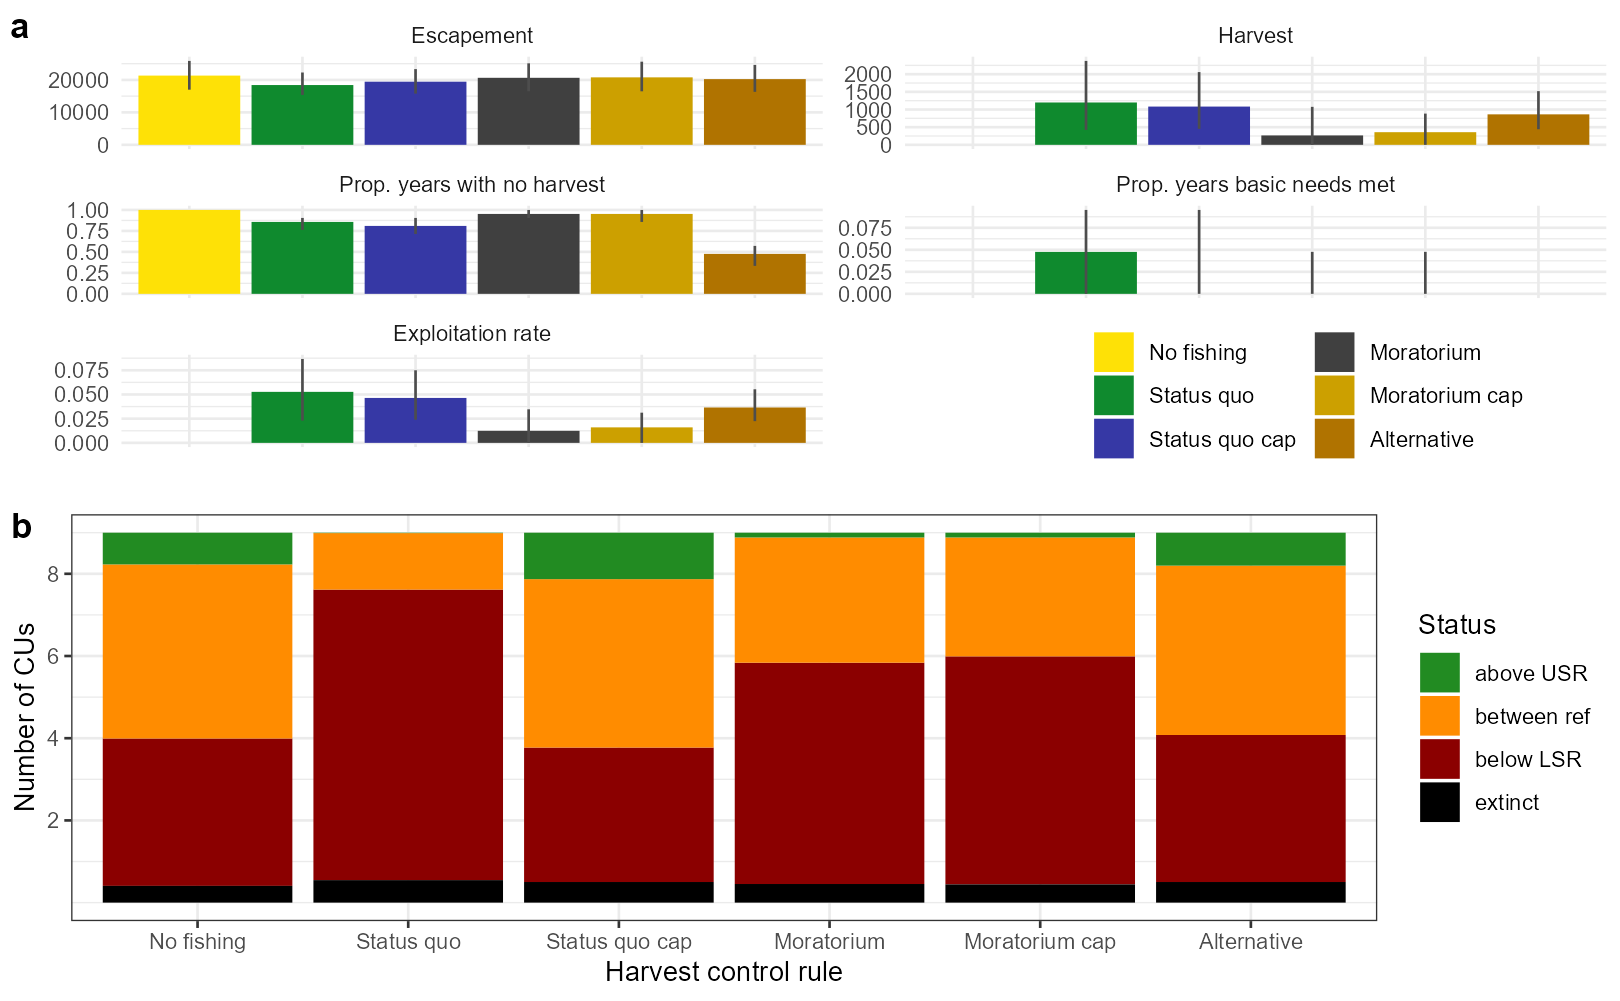 a
Escapement
20000
10000
0
Harvest
2000
1500
1000
500
0
Prop. years with no harvest
1.00
0.75
0.50
0.25
0.00
Prop. years basic needs met
0.075
0.050
0.025
0.000
Exploitation rate
0.075
0.050
0.025
0.000
No fishing
Status quo
Status quo cap
Moratorium
Moratorium cap
Alternative
b
Number of CUs
8
6
4
2
No fishing
Status quo
Status quo cap
Moratorium
Moratorium cap
Alternative
Harvest control rule
Status
above USR
between ref
below LSR
extinct